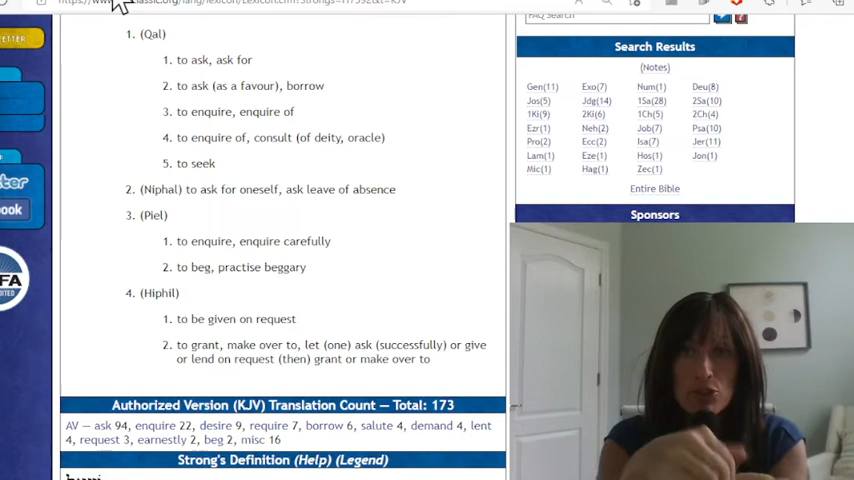 FAQ Search
ETTER
1. (Qal)
1. to ask, ask for
2. to ask (as a favour), borrow
3. to enquire, enquire of
4. to enquire of, consult (of deity, oracle)
5. to seek
2. (Niphal) to ask for oneself, ask leave of absence
3. (Piel)
1. to enquire, enquire carefully
2. to beg, practise beggary
4. (Hiphil)
1. to be given on request
2. to grant, make over to, let (one) ask (successfully) or give
or lend on request (then) grant or make over to
Authorized Version (KJV) Translation Count — Total: 173
AV — ask 94, enquire 22, desire 9, require 7, borrow 6, salute 4, demand 4, lent
4, request 3, earnestly 2, beg 2, misc 16
Strong's Definition (Help) (Legend)
Search Results
(Notes)
Gen(11) Exo(7) Num(1) Deu(8)
Jos(5) Jdg(14) 1Sa(28) 2Sa(10)
1Ki(9) 2Ki(6) 1Ch(5) 2Ch(4)
Ezr(1) Neh(2) Job(7) Psa(10)
Pro(2) Ecc(2) Isa(7) Jer(11)
Lam(1) Eze(1) Hos(1) Jon(1)
Mic(1) Hag(1) Zec(1)
Entire Bible
Sponsors
tter
ook
FA